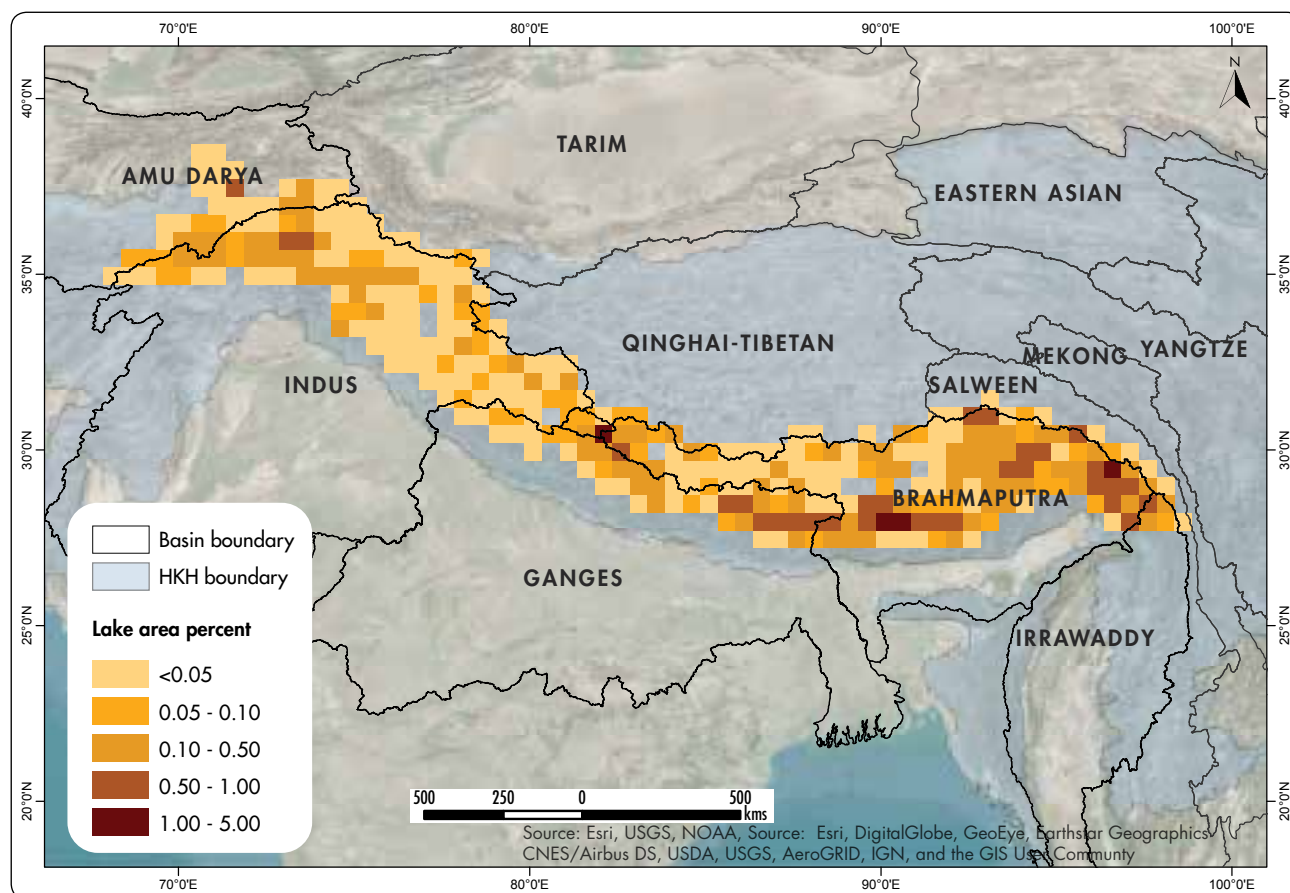 70°0'E 80°0'E 90°0'E 100°0'E
N
40°0'N 40°0'N
TARIM
AMU DARYA
EASTERN ASIAN
35°0'N 35°0'N
QINGHAI-TIBETAN
MEKONG
YANGTZE
INDUS
SALWEEN
30°0'N 30°0'N
BRAHMAPUTRA
GANGES
IRRAWADDY
25°0'N 25°0'N
20°0'N 20°0'N
Basin boundary
HKH boundary
Lake area percent
<0.05
0.05 - 0.10
0.10 - 0.50
0.50 - 1.00
1.00 - 5.00
500 250 0 500
kms
Source: Esri, USGS, NOAA, Source: Esri, DigitalGlobe, GeoEye, Earthstar Geographics
CNES/Airbus DS, USDA, USGS, AeroGRID, IGN, and the GIS User Communty
70°0'E 80°0'E 90°0'E 100°0'E